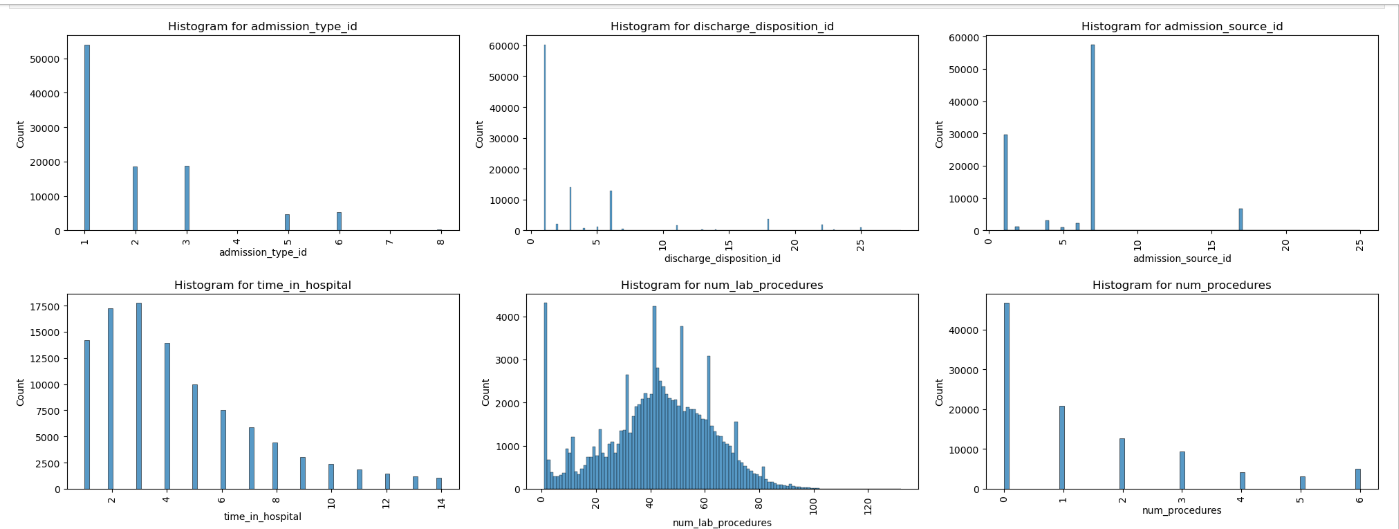 Histogram for admission_type_id
Count
50000
40000
30000
20000
10000
0
1 2 3 4 5 6 7 8
admission_type_id
Histogram for discharge_disposition_id
Count
60000
50000
40000
30000
20000
10000
0
0 5 10 15 20 25
discharge_disposition_id
Histogram for admission_source_id
Count
60000
50000
40000
30000
20000
10000
0
0 5 10 15 20 25
admission_source_id
Histogram for time_in_hospital
Count
17500
15000
12500
10000
7500
5000
2500
0
2 4 6 8 10 12 14
time_in_hospital
Histogram for num_lab_procedures
Count
4000
3000
2000
1000
0
0 20 40 60 80 100 120
num_lab_procedures
Histogram for num_procedures
Count
40000
30000
20000
10000
0
0 1 2 3 4 5 6
num_procedures